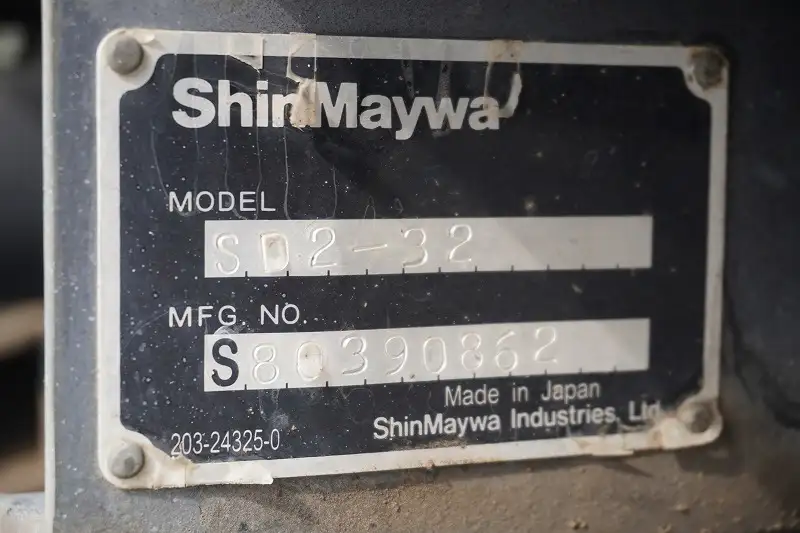 ShinMaywa
MODEL
SD2-32
MFG. NO.
S80390862
Made in Japan
ShinMaywa Industries, Ltd.
203-24325-0